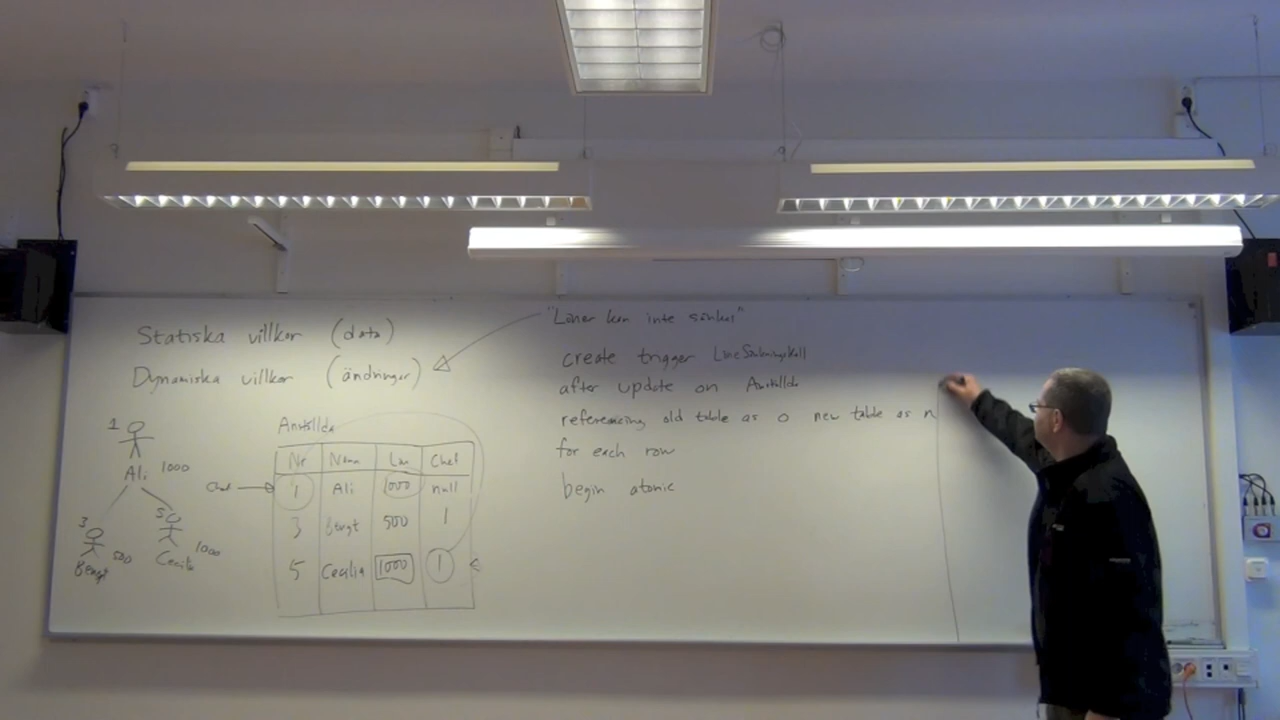 Statiska villkor (data)
Dynamiska villkor (ändringar)
"Löner kan inte sänkas"
create trigger LöneSänkningsKoll
after update on Anställda
referencing old table as o new table as n
for each row
begin atomic
1
Ali 1000
3
Bengt 500
5
Cecilia 1000
Anställda
Nr Namn Lön Chef
1 Ali 1000 null
3 Bengt 500 1
5 Cecilia 1000 1